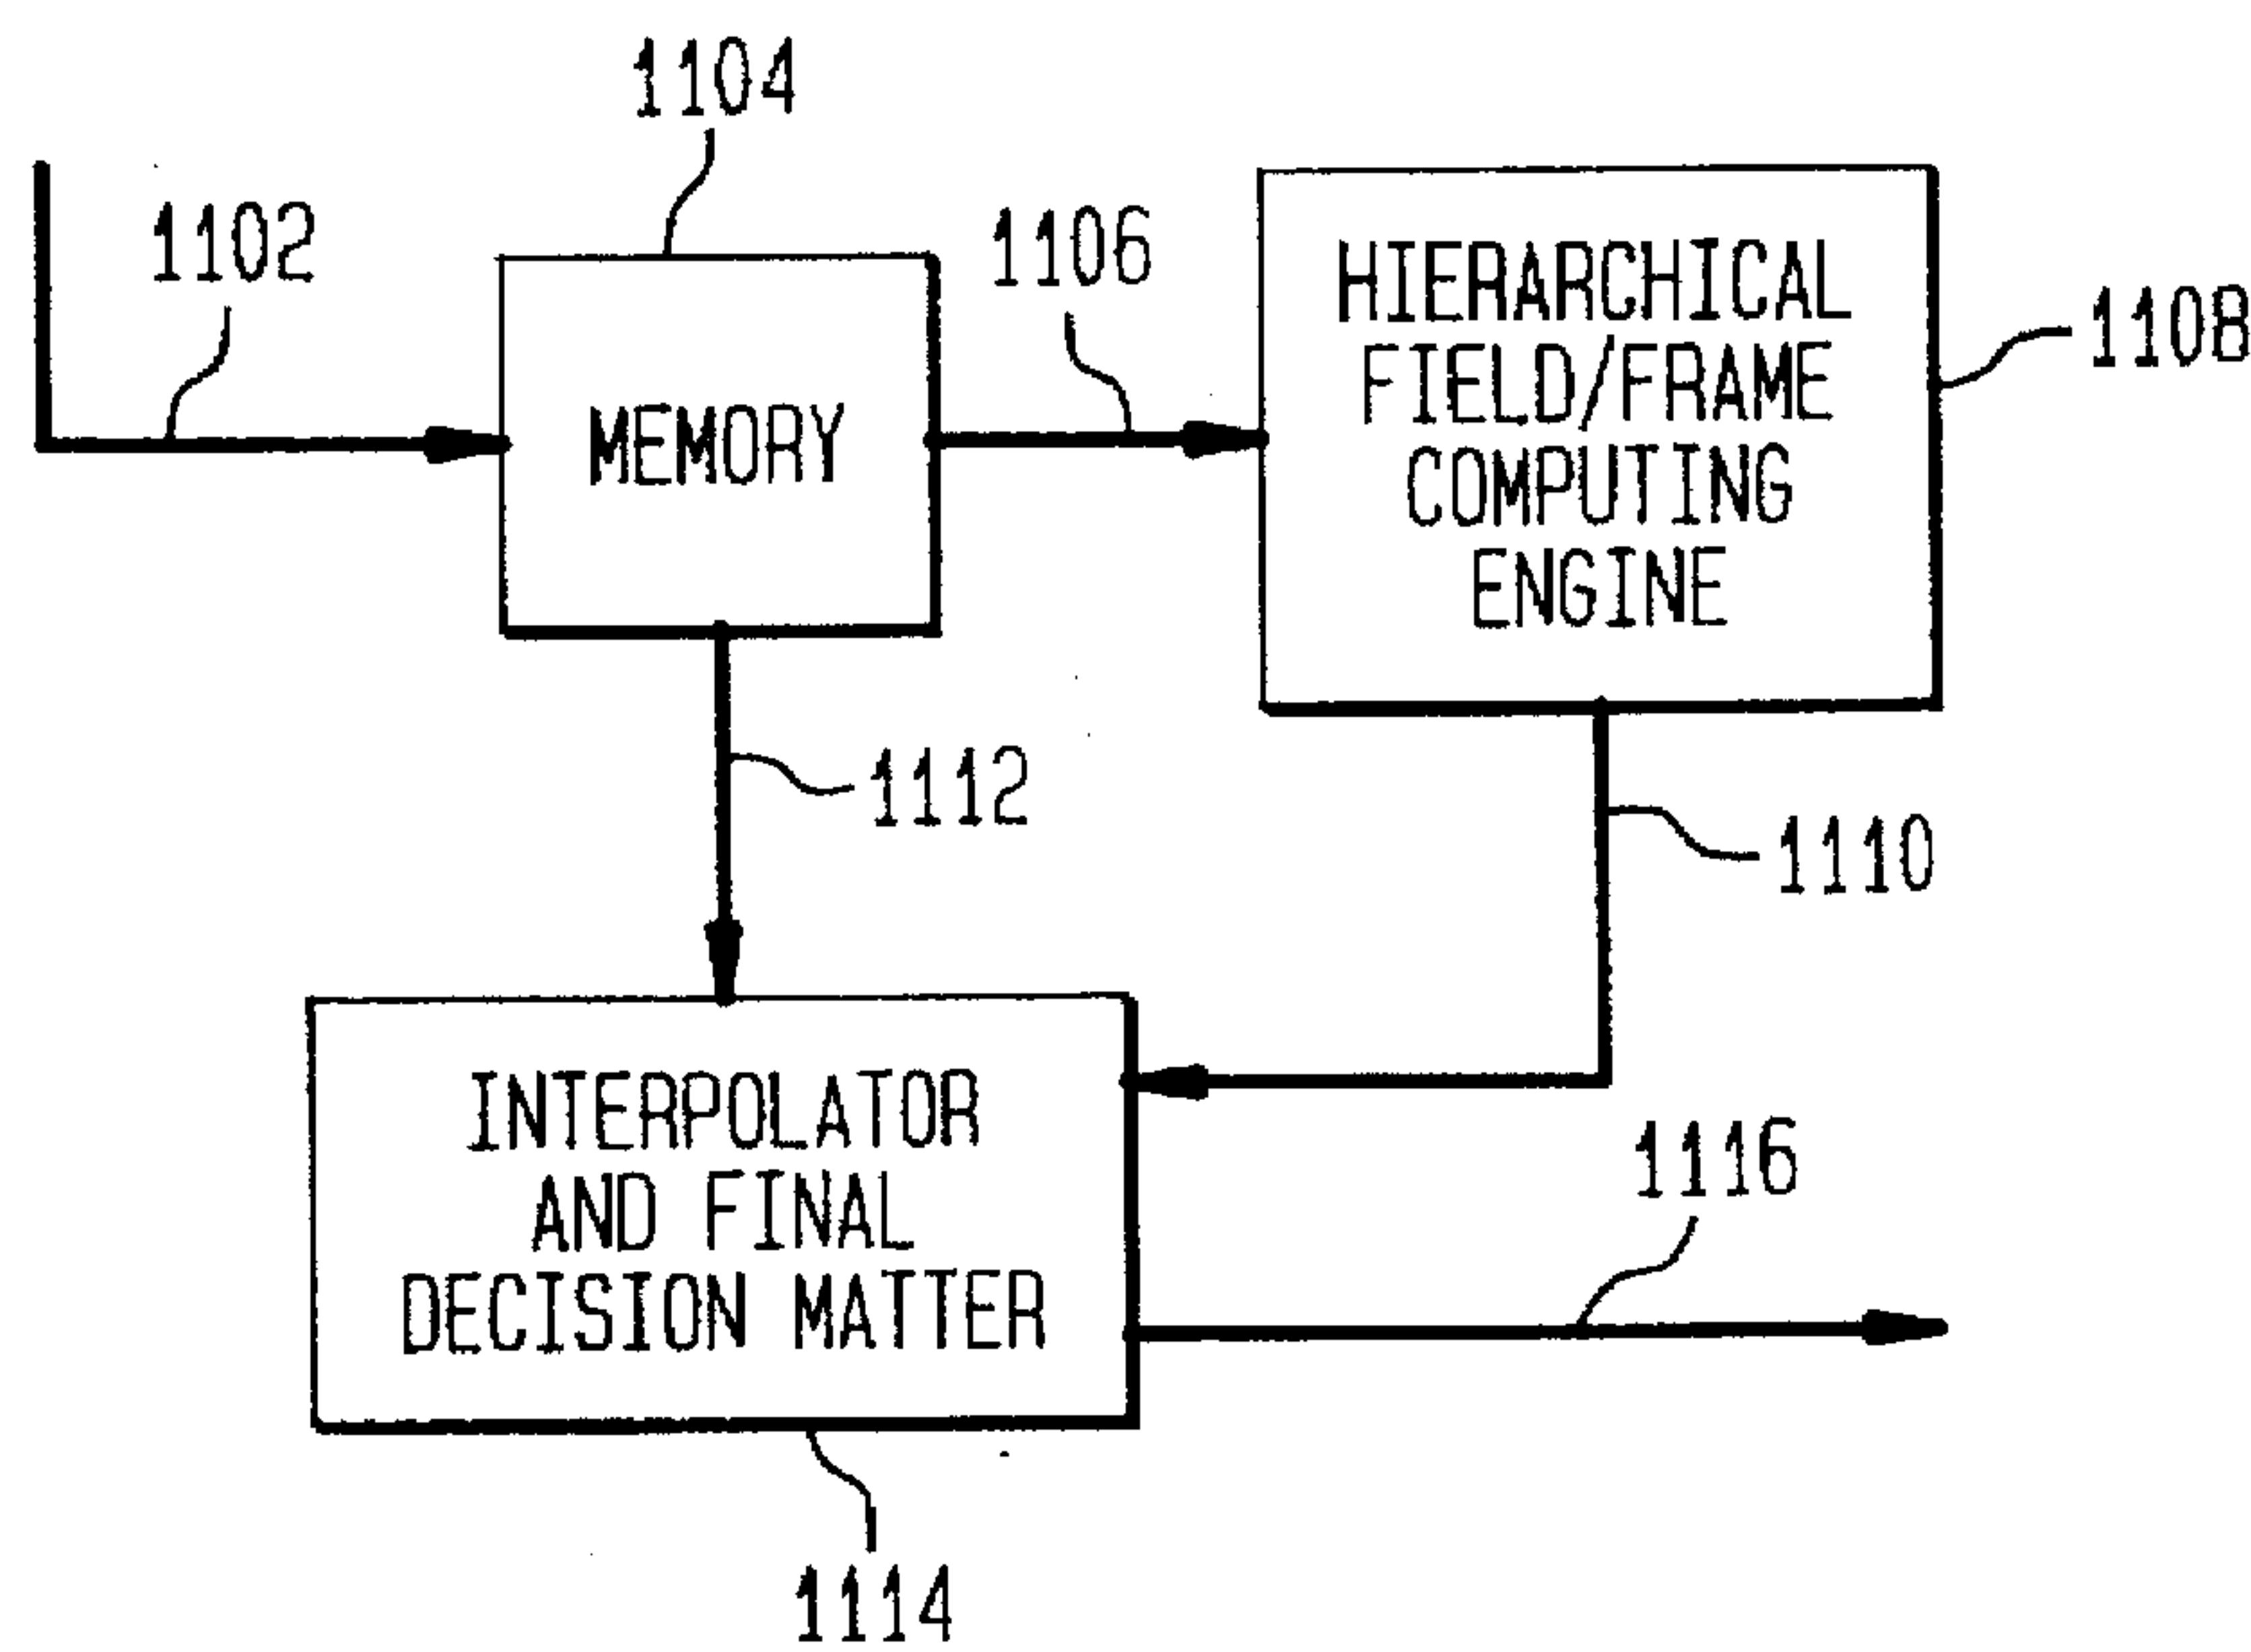 1104
1102
1106
HIERARCHICAL
FIELD/FRAME
COMPUTING
ENGINE
1108
MEMORY
1112
1110
INTERPOLATOR
AND FINAL
DECISION MATTER
1116
1114